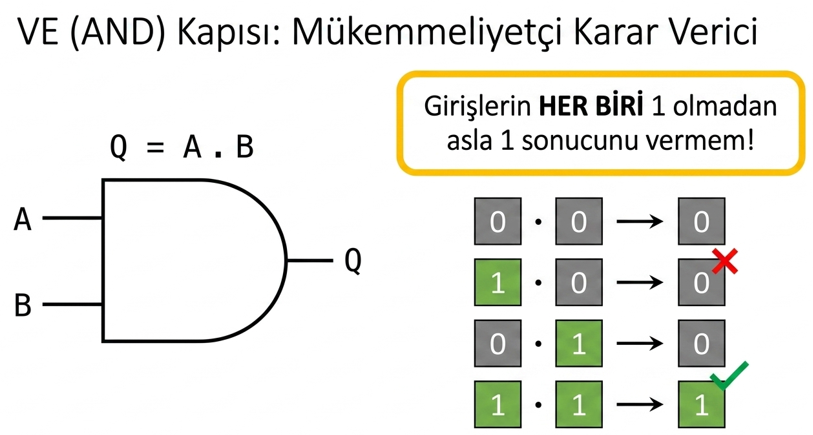 VE (AND) Kapısı: Mükemmeliyetçi Karar Verici
Girişlerin HER BİRİ 1 olmadan
asla 1 sonucunu vermem!
Q = A . B
A
B
Q
0 · 0 → 0
1 · 0 → 0
0 · 1 → 0
1 · 1 → 1